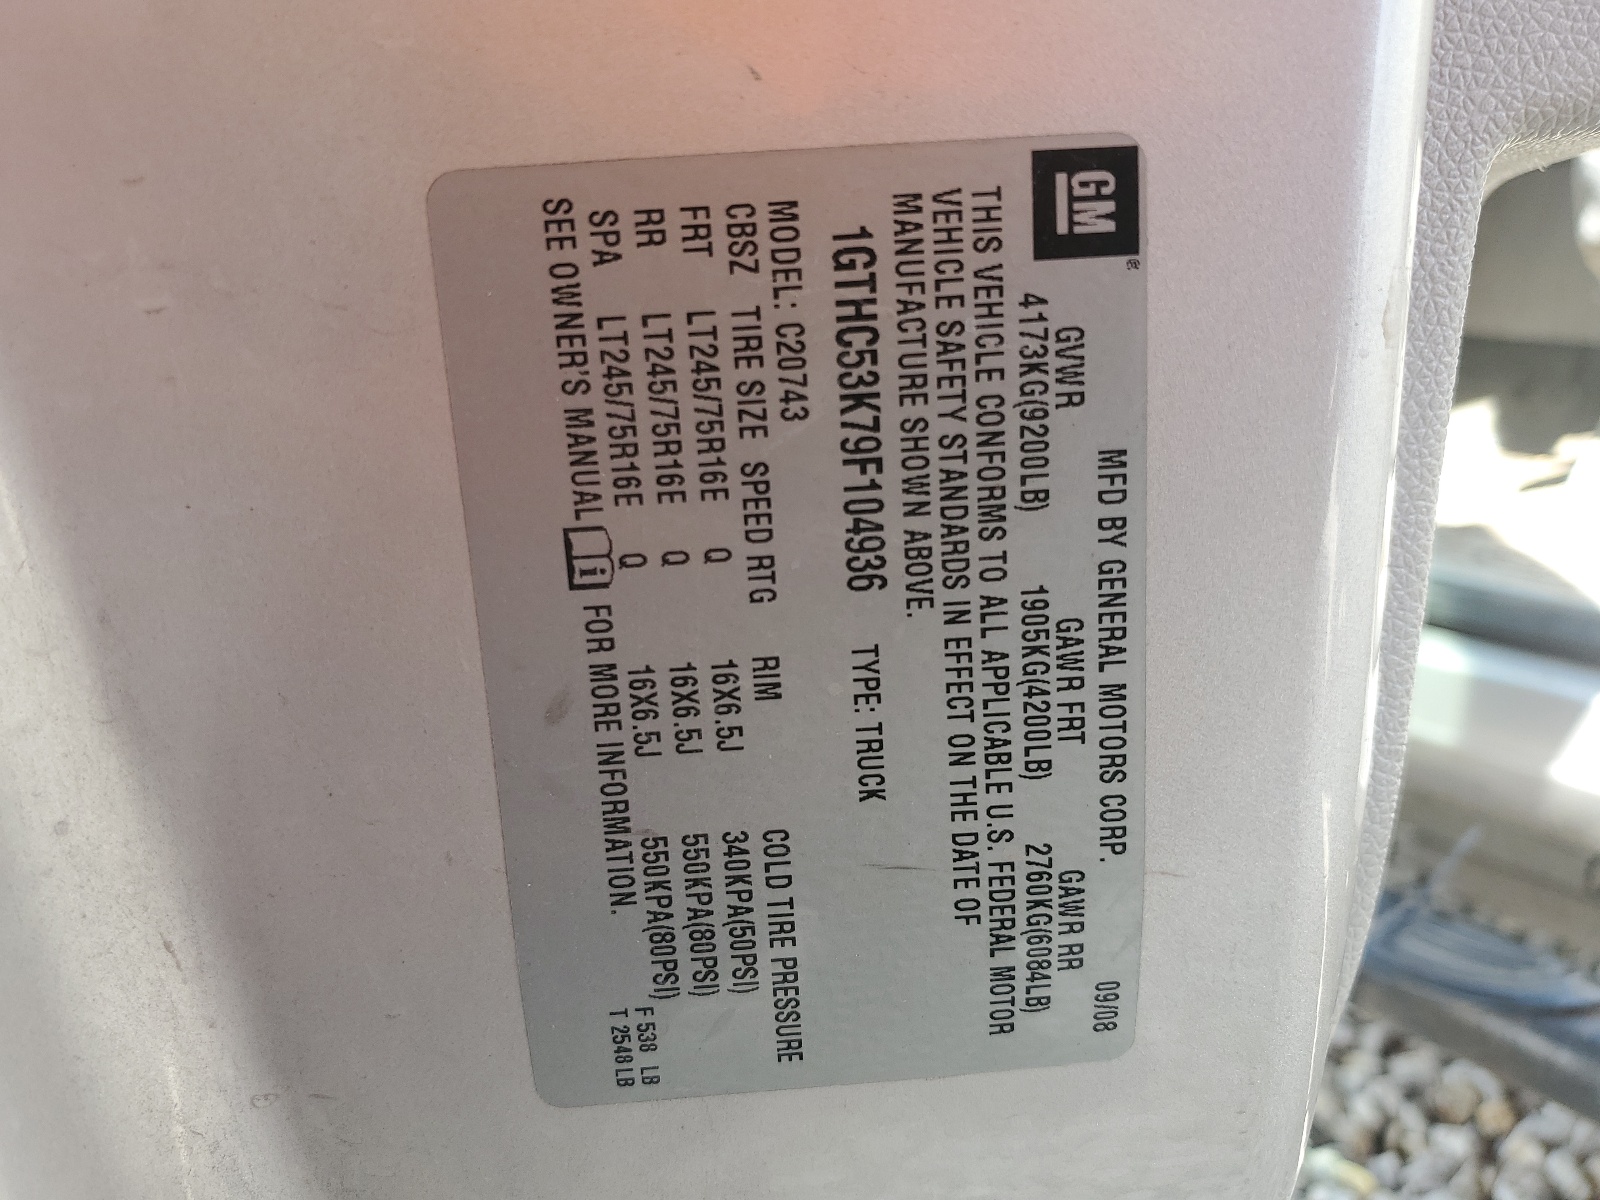 GM®
MFD BY GENERAL MOTORS CORP. 09/08
GVWR GAWR FRT GAWR RR
4173KG(9200LB) 1905KG(4200LB) 2760KG(6084LB)
THIS VEHICLE CONFORMS TO ALL APPLICABLE U.S. FEDERAL MOTOR
VEHICLE SAFETY STANDARDS IN EFFECT ON THE DATE OF
MANUFACTURE SHOWN ABOVE.
1GTHC53K79F104936 TYPE: TRUCK
MODEL: C20743
CBSZ TIRE SIZE SPEED RTG RIM COLD TIRE PRESSURE
FRT LT245/75R16E Q 16X6.5J 340KPA(50PSI)
RR LT245/75R16E Q 16X6.5J 550KPA(80PSI)
SPA LT245/75R16E Q 16X6.5J 550KPA(80PSI)
SEE OWNER'S MANUAL i FOR MORE INFORMATION.
F 538 LB
T 2548 LB